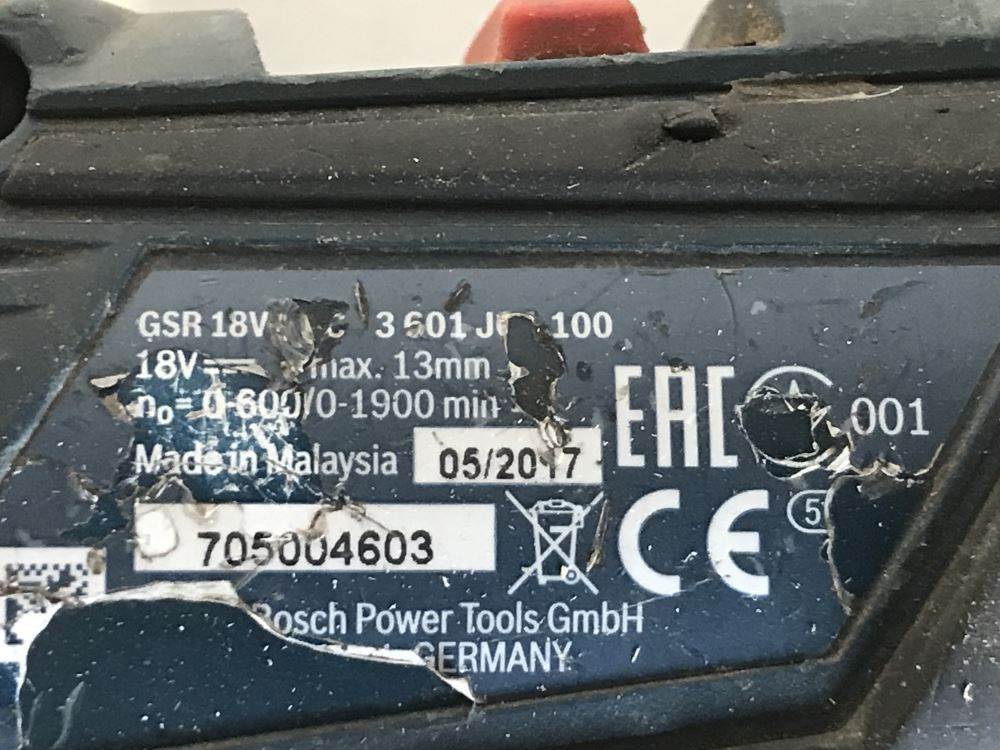 GSR 18V 3 601 100
18V max. 13mm
n₀= 0-600/0-1900 min
Made in Malaysia 05/2017
EAC 001
705004603
CE 5
Bosch Power Tools GmbH
GERMANY